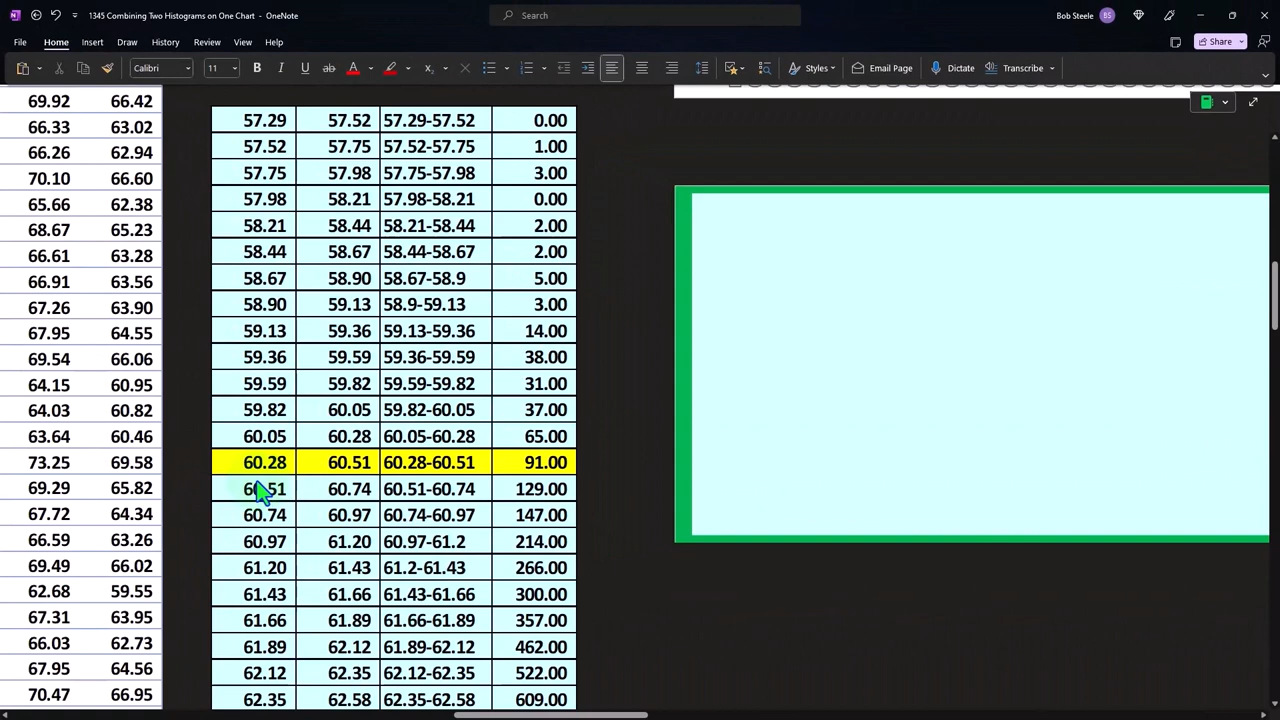 1345 Combining Two Histograms on One Chart - OneNote
Search
Bob Steele BS
File Home Insert Draw History Review View Help
Share
Calibri 11 B I U ab A Styles Email Page Dictate Transcribe
69.92 66.42
66.33 63.02
66.26 62.94
70.10 66.60
65.66 62.38
68.67 65.23
66.61 63.28
66.91 63.56
67.26 63.90
67.95 64.55
69.54 66.06
64.15 60.95
64.03 60.82
63.64 60.46
73.25 69.58
69.29 65.82
67.72 64.34
66.59 63.26
69.49 66.02
62.68 59.55
67.31 63.95
66.03 62.73
67.95 64.56
70.47 66.95
57.29 57.52 57.29-57.52 0.00
57.52 57.75 57.52-57.75 1.00
57.75 57.98 57.75-57.98 3.00
57.98 58.21 57.98-58.21 0.00
58.21 58.44 58.21-58.44 2.00
58.44 58.67 58.44-58.67 2.00
58.67 58.90 58.67-58.9 5.00
58.90 59.13 58.9-59.13 3.00
59.13 59.36 59.13-59.36 14.00
59.36 59.59 59.36-59.59 38.00
59.59 59.82 59.59-59.82 31.00
59.82 60.05 59.82-60.05 37.00
60.05 60.28 60.05-60.28 65.00
60.28 60.51 60.28-60.51 91.00
60.51 60.74 60.51-60.74 129.00
60.74 60.97 60.74-60.97 147.00
60.97 61.20 60.97-61.2 214.00
61.20 61.43 61.2-61.43 266.00
61.43 61.66 61.43-61.66 300.00
61.66 61.89 61.66-61.89 357.00
61.89 62.12 61.89-62.12 462.00
62.12 62.35 62.12-62.35 522.00
62.35 62.58 62.35-62.58 609.00